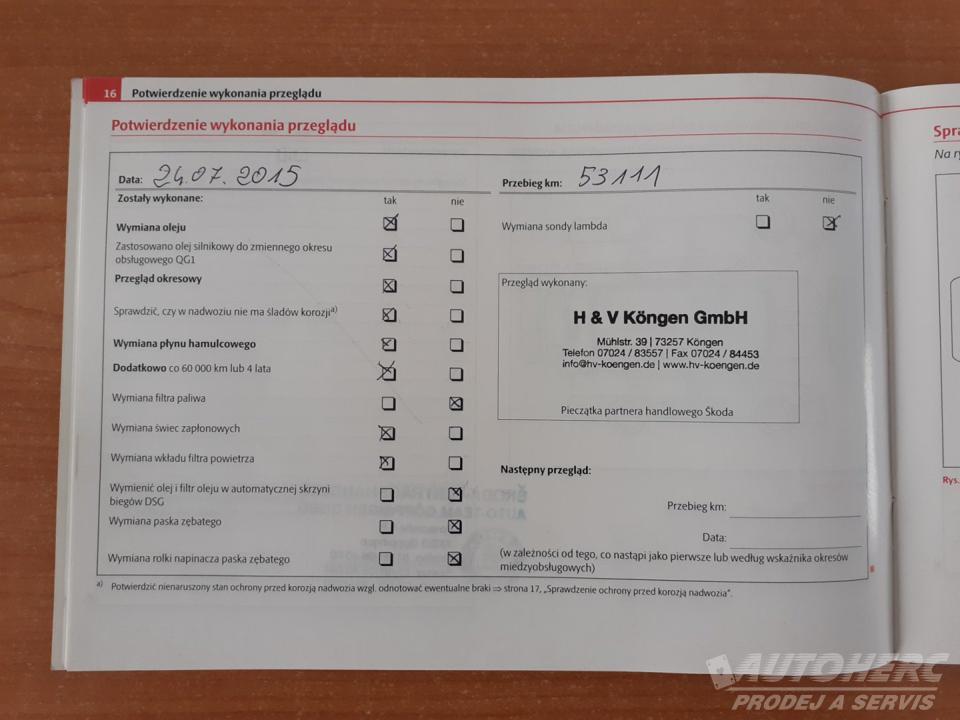 16 Potwierdzenie wykonania przeglądu
Potwierdzenie wykonania przeglądu
Data: 24.07.2015
Przebieg km: 53111
Zostały wykonane: tak nie
Wymiana oleju
Zastosowano olej silnikowy do zmiennego okresu
obsługowego QG1
Przegląd okresowy
Sprawdzić, czy w nadwoziu nie ma śladów korozji a)
Wymiana płynu hamulcowego
Dodatkowo co 60 000 km lub 4 lata
Wymiana filtra paliwa
Wymiana świec zapłonowych
Wymiana wkładu filtra powietrza
Wymienić olej i filtr oleju w automatycznej skrzyni
biegów DSG
Wymiana paska zębatego
Wymiana rolki napinacza paska zębatego
tak nie
Wymiana sondy lambda
Przegląd wykonany:
H & V Köngen GmbH
Mühlstr. 39 | 73257 Köngen
Telefon 07024 / 83557 | Fax 07024 / 84453
info@hv-koengen.de | www.hv-koengen.de
Pieczątka partnera handlowego Škoda
Następny przegląd:
Przebieg km:
Data:
(w zależności od tego, co nastąpi jako pierwsze lub według wskaźnika okresów
miedzyobsługowych)
a) Potwierdzić nienaruszony stan ochrony przed korozją nadwozia wzgl. odnotować ewentualne braki ⇒ strona 17, „Sprawdzenie ochrony przed korozją nadwozia”.
Na
Rys.
AUTOHERC
PRODEJ A SERVIS